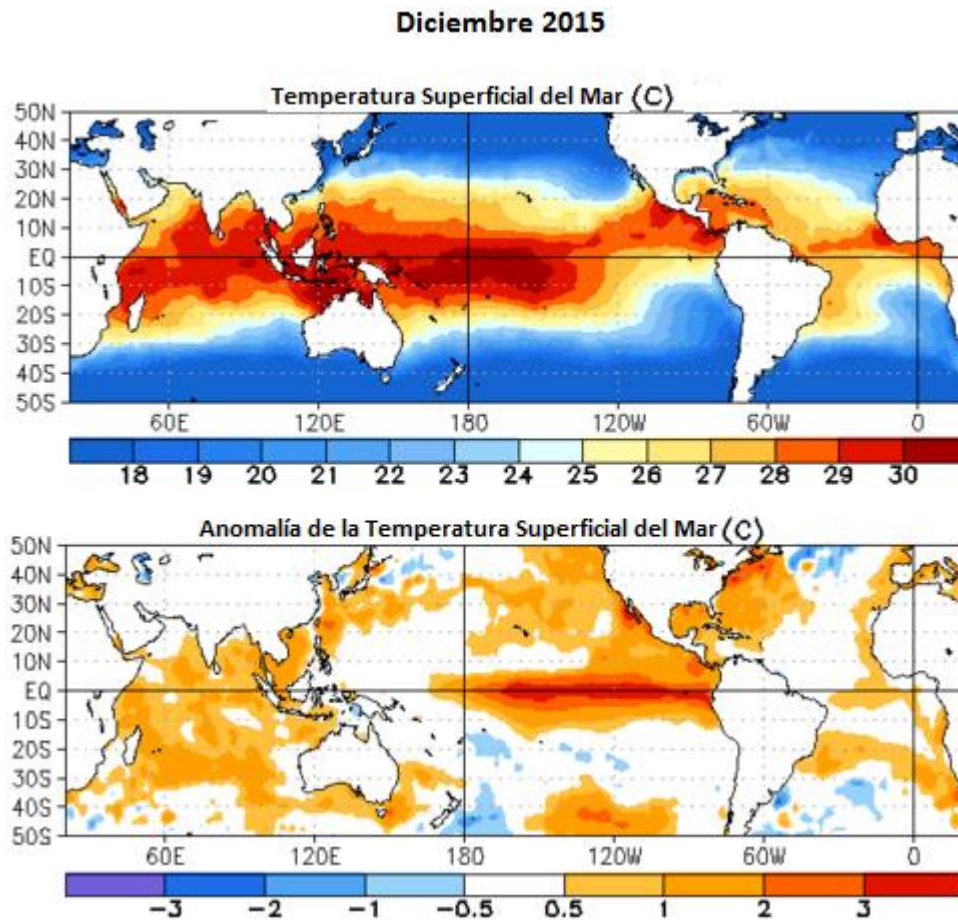 Diciembre 2015
Temperatura Superficial del Mar (C)
50N
40N
30N
20N
10N
EQ
10S
20S
30S
40S
50S
60E 120E 180 120W 60W 0
18 19 20 21 22 23 24 25 26 27 28 29 30
Anomalía de la Temperatura Superficial del Mar (C)
50N
40N
30N
20N
10N
EQ
10S
20S
30S
40S
50S
60E 120E 180 120W 60W 0
-3 -2 -1 -0.5 0.5 1 2 3